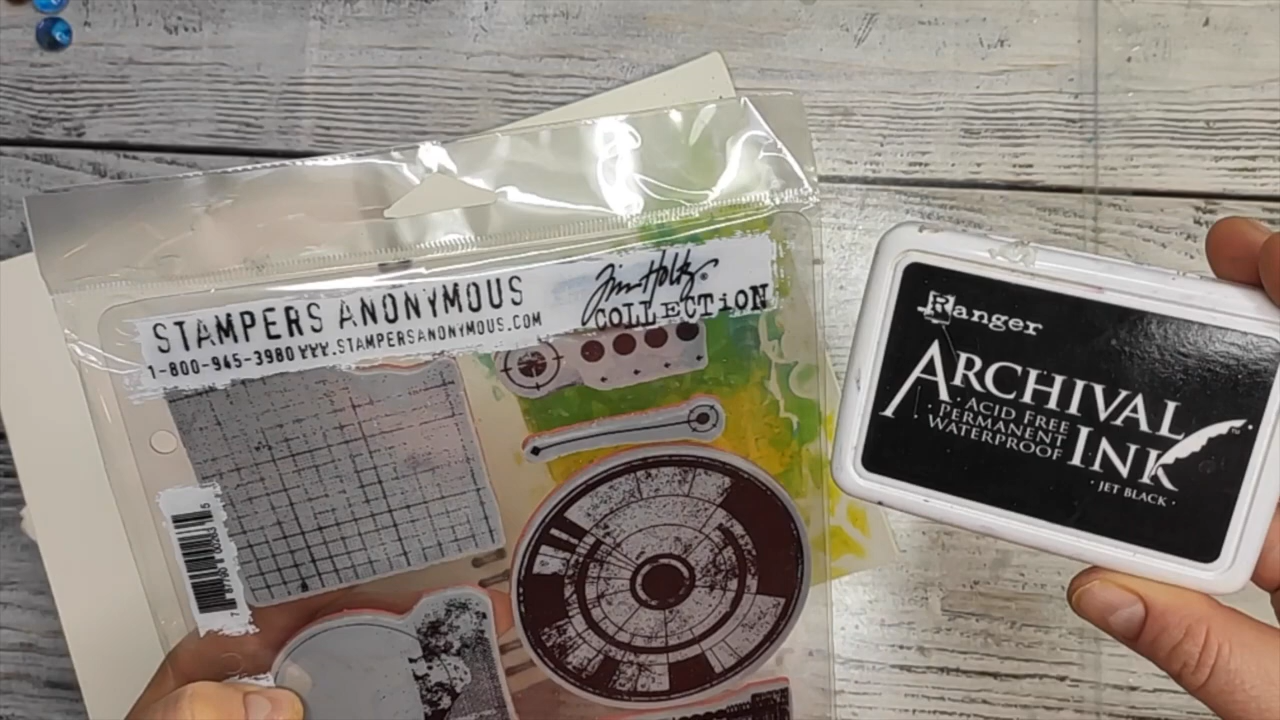 STAMPERS ANONYMOUS
1-800-945-3980 WWW.STAMPERSANONYMOUS.COM
Tim Holtz®
COLLECTiON
Ranger
ARCHIVAL
INK™
· ACID FREE
· PERMANENT
· WATERPROOF
· JET BLACK ·